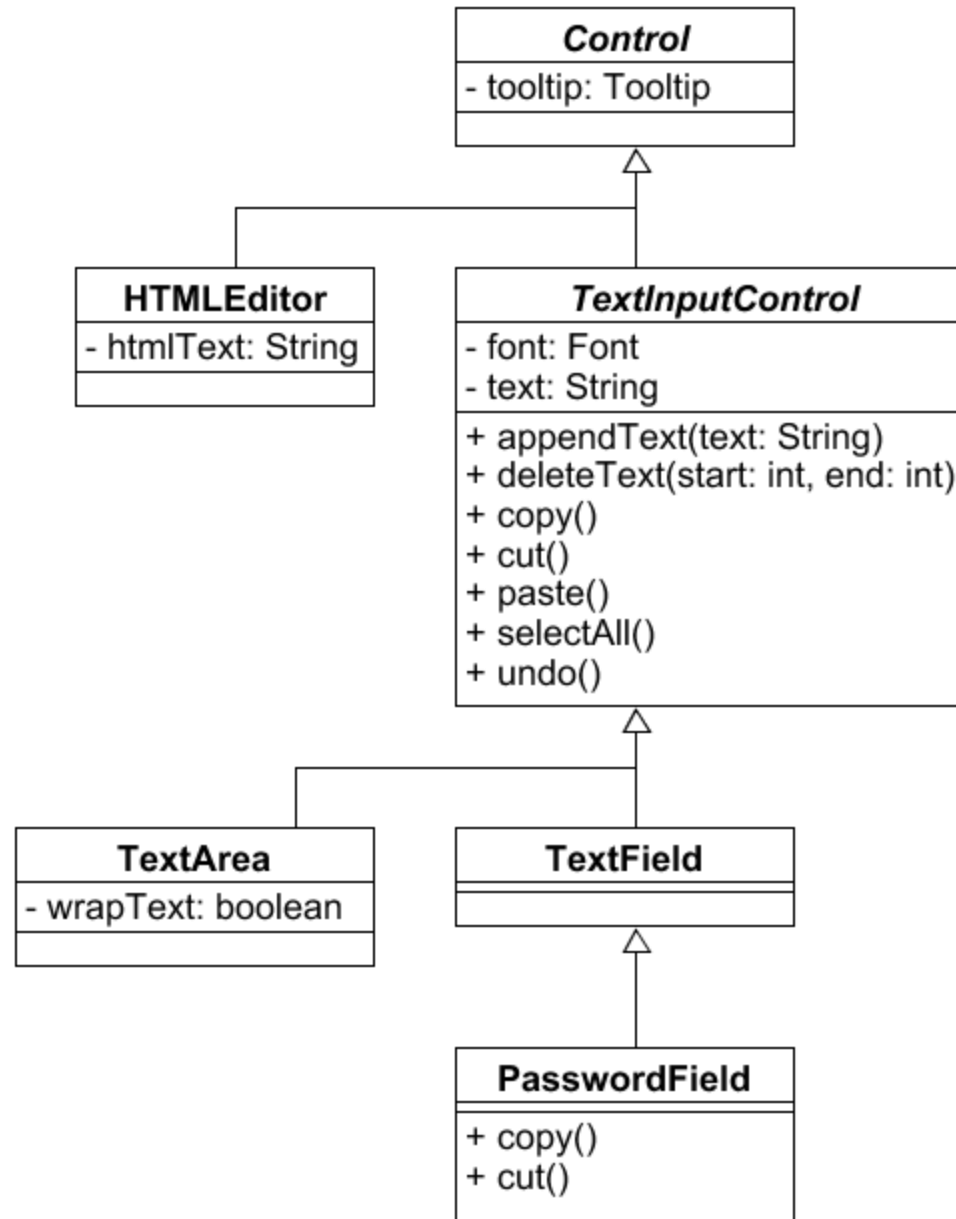 Control
- tooltip: Tooltip
HTMLEditor
- htmlText: String
TextInputControl
- font: Font
- text: String
+ appendText(text: String)
+ deleteText(start: int, end: int)
+ copy()
+ cut()
+ paste()
+ selectAll()
+ undo()
TextArea
- wrapText: boolean
TextField
PasswordField
+ copy()
+ cut()